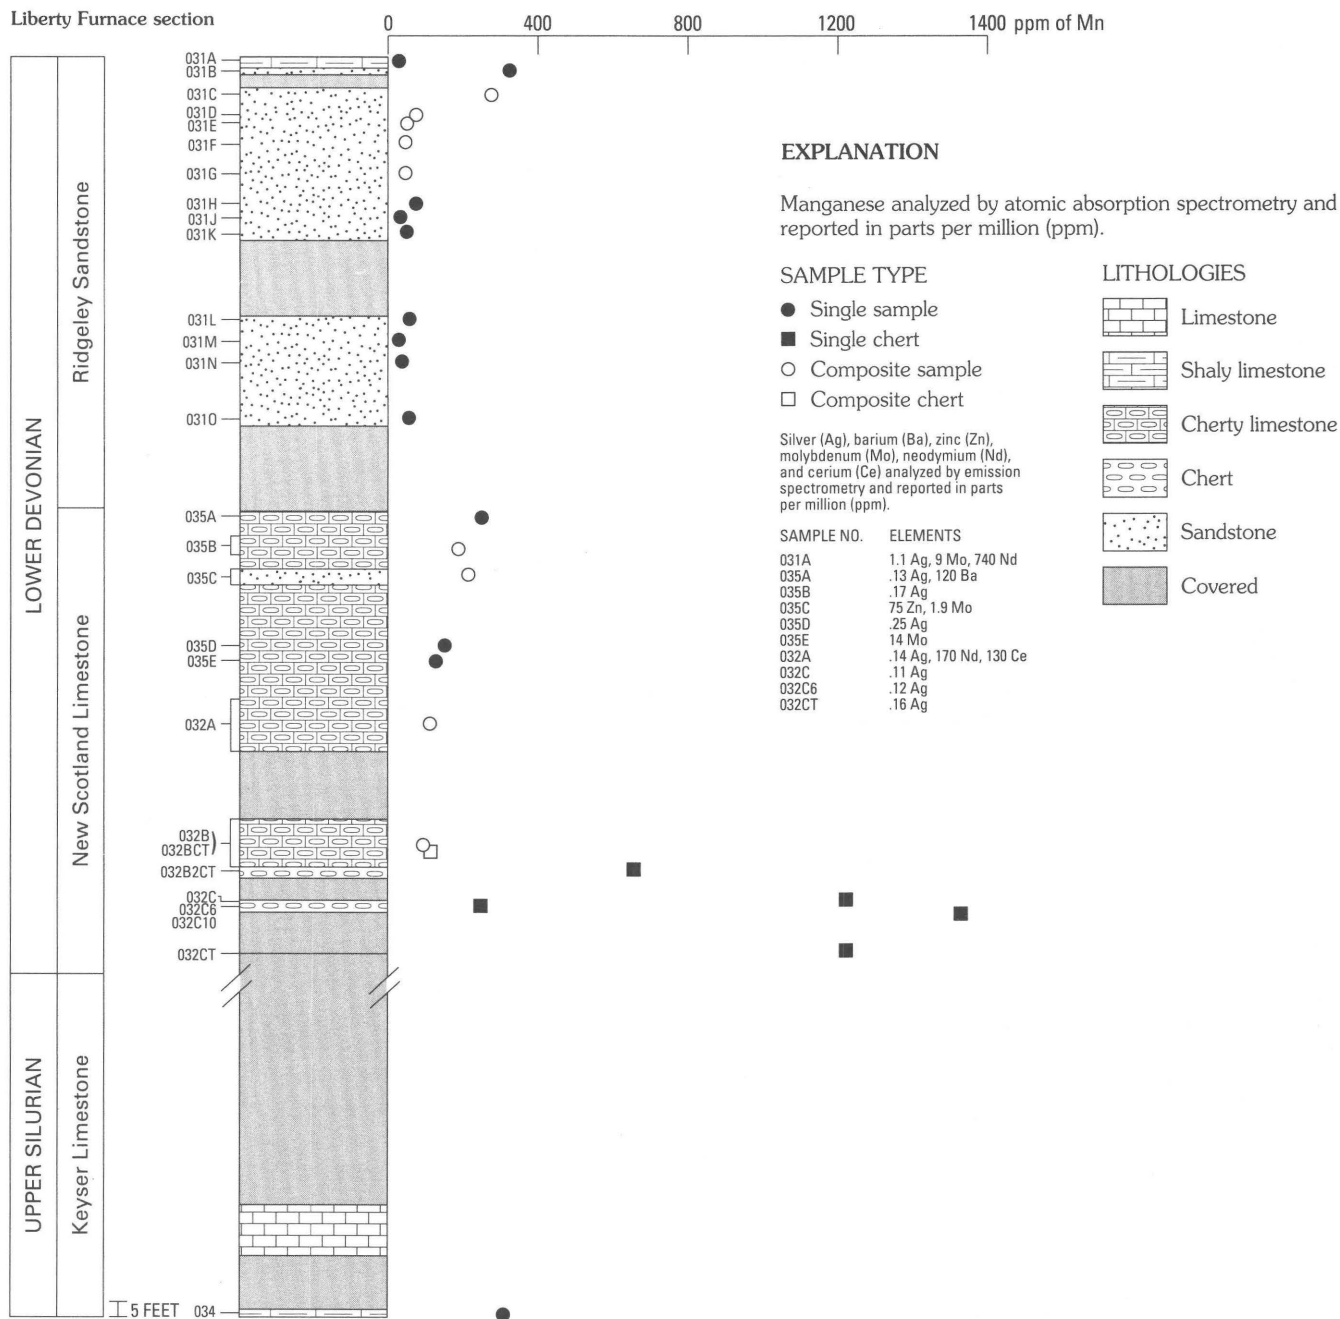 Liberty Furnace section
0 400 800 1200 1400 ppm of Mn
LOWER DEVONIAN
UPPER SILURIAN
Ridgeley Sandstone
New Scotland Limestone
Keyser Limestone
031A
031B
031C
031D
031E
031F
031G
031H
031J
031K
031L
031M
031N
031O
035A
035B
035C
035D
035E
032A
032B
032BCT
032B2CT
032C
032C6
032C10
032CT
5 FEET 034
EXPLANATION
Manganese analyzed by atomic absorption spectrometry and
reported in parts per million (ppm).
SAMPLE TYPE
Single sample
Single chert
Composite sample
Composite chert
Silver (Ag), barium (Ba), zinc (Zn),
molybdenum (Mo), neodymium (Nd),
and cerium (Ce) analyzed by emission
spectrometry and reported in parts
per million (ppm).
SAMPLE NO. ELEMENTS
031A 1.1 Ag, 9 Mo, 740 Nd
035A .13 Ag, 120 Ba
035B .17 Ag
035C 75 Zn, 1.9 Mo
035D .25 Ag
035E 14 Mo
032A .14 Ag, 170 Nd, 130 Ce
032C .11 Ag
032C6 .12 Ag
032CT .16 Ag
LITHOLOGIES
Limestone
Shaly limestone
Cherty limestone
Chert
Sandstone
Covered